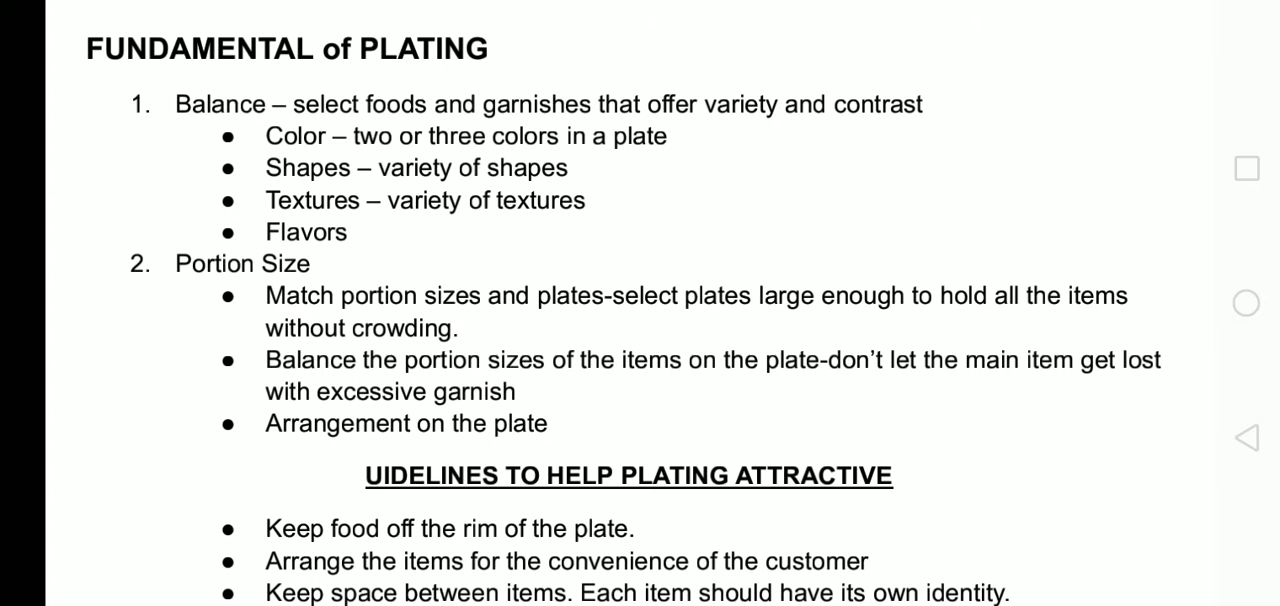 FUNDAMENTAL of PLATING
1. Balance – select foods and garnishes that offer variety and contrast
● Color – two or three colors in a plate
● Shapes – variety of shapes
● Textures – variety of textures
● Flavors
2. Portion Size
● Match portion sizes and plates-select plates large enough to hold all the items
without crowding.
● Balance the portion sizes of the items on the plate-don’t let the main item get lost
with excessive garnish
● Arrangement on the plate
UIDELINES TO HELP PLATING ATTRACTIVE
● Keep food off the rim of the plate.
● Arrange the items for the convenience of the customer
● Keep space between items. Each item should have its own identity.